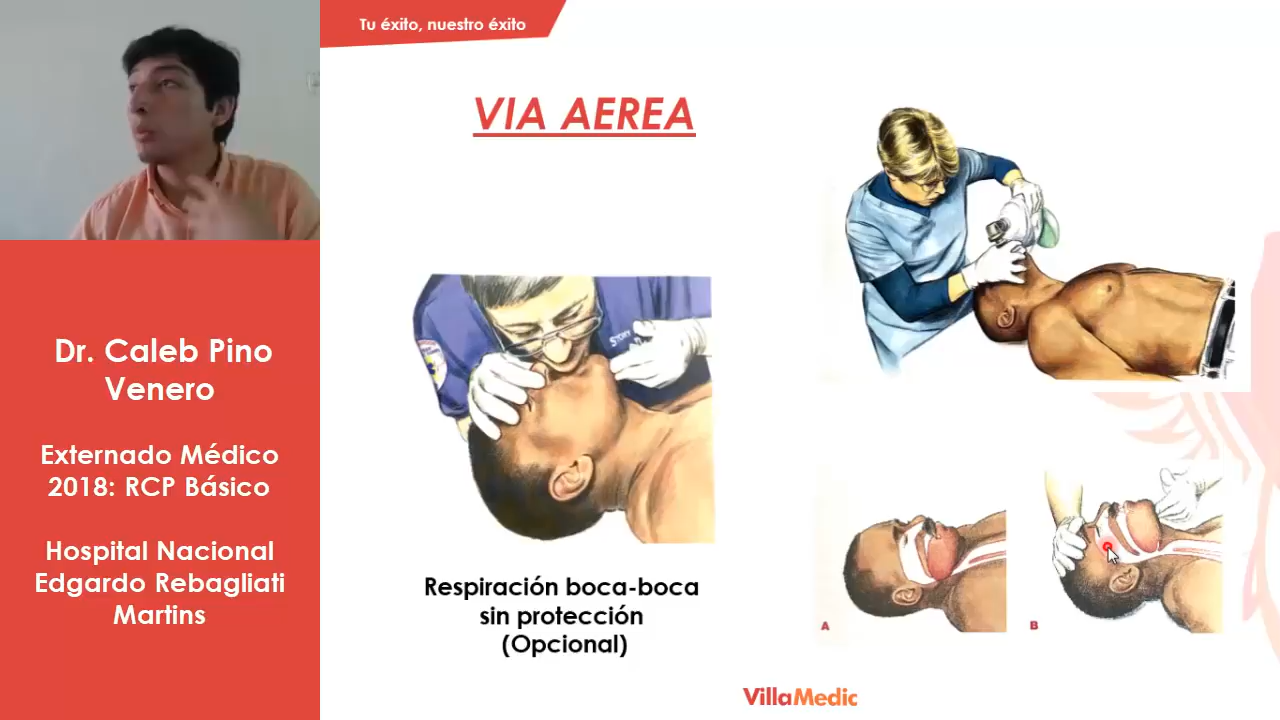 Tu éxito, nuestro éxito
VIA AEREA
Dr. Caleb Pino
Venero
Externado Médico
2018: RCP Básico
Hospital Nacional
Edgardo Rebagliati
Martins
Respiración boca-boca
sin protección
(Opcional)
A
B
VillaMedic